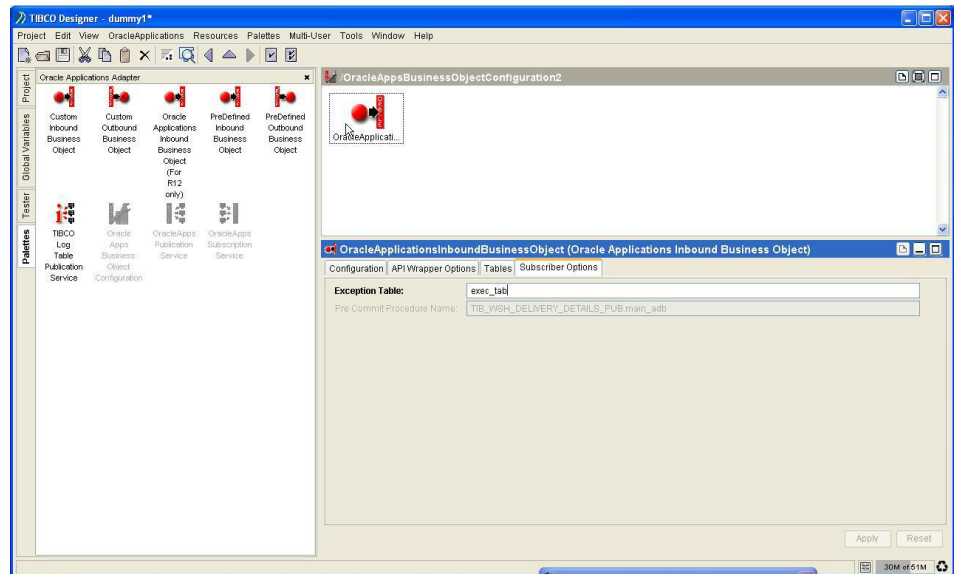 TIBCO Designer - dummy1*
Project Edit View OracleApplications Resources Palettes Multi-User Tools Window Help
Project
Global Variables
Tester
Palettes
Oracle Applications Adapter
Custom Inbound Business Object
Custom Outbound Business Object
Oracle Applications Inbound Business Object (For R12 only)
PreDefined Inbound Business Object
PreDefined Outbound Business Object
TIBCO Log Table Publication Service
Oracle Apps Business Object Configuration
OracleApps Publication Service
OracleApps Subscription Service
/OracleAppsBusinessObjectConfiguration2
OracleApplicati...
OracleApplicationsInboundBusinessObject (Oracle Applications Inbound Business Object)
Configuration API Wrapper Options Tables Subscriber Options
Exception Table: exec_tab
Pre Commit Procedure Name: TIB_WSH_DELIVERY_DETAILS_PUB.main_adb
Apply Reset
30M of 51M